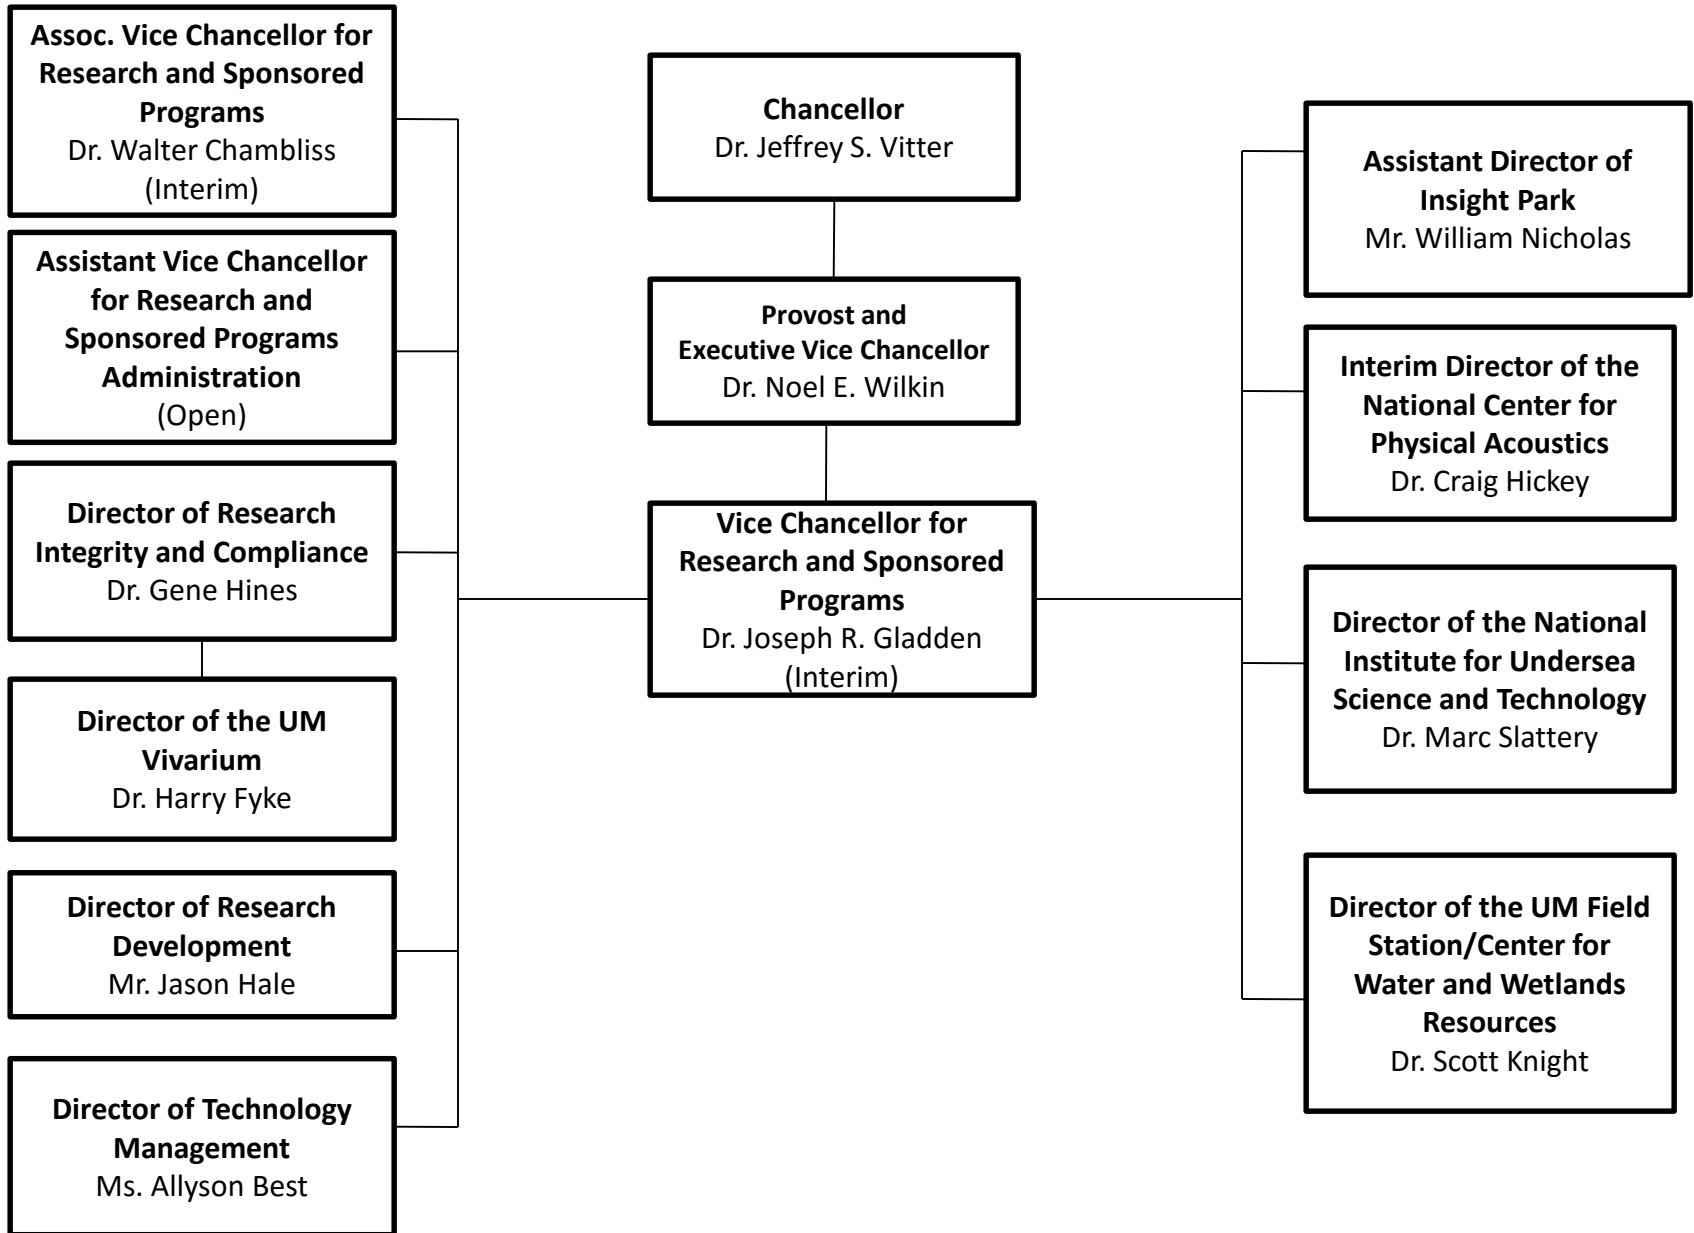 Assoc. Vice Chancellor for
Research and Sponsored
Programs
Dr. Walter Chambliss
(Interim)
Assistant Vice Chancellor
for Research and
Sponsored Programs
Administration
(Open)
Director of Research
Integrity and Compliance
Dr. Gene Hines
Director of the UM
Vivarium
Dr. Harry Fyke
Director of Research
Development
Mr. Jason Hale
Director of Technology
Management
Ms. Allyson Best
Chancellor
Dr. Jeffrey S. Vitter
Provost and
Executive Vice Chancellor
Dr. Noel E. Wilkin
Vice Chancellor for
Research and Sponsored
Programs
Dr. Joseph R. Gladden
(Interim)
Assistant Director of
Insight Park
Mr. William Nicholas
Interim Director of the
National Center for
Physical Acoustics
Dr. Craig Hickey
Director of the National
Institute for Undersea
Science and Technology
Dr. Marc Slattery
Director of the UM Field
Station/Center for
Water and Wetlands
Resources
Dr. Scott Knight